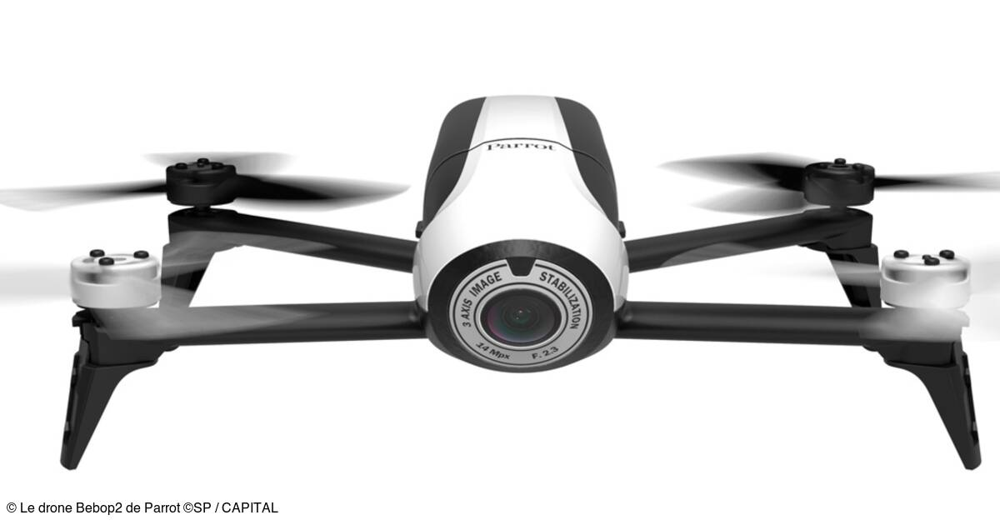 Parrot
3 AXIS IMAGE STABILIZATION
14 Mpx F. 2.3
© Le drone Bebop2 de Parrot ©SP / CAPITAL